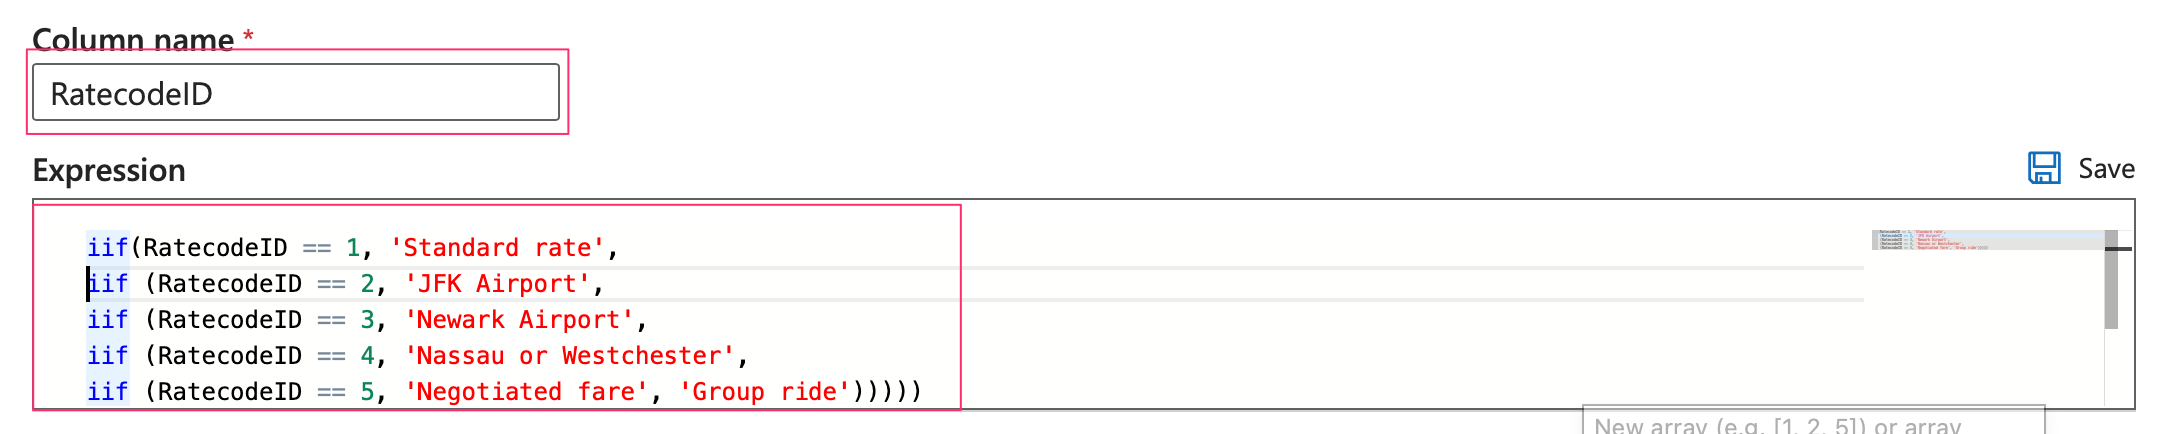 Column name *
RatecodeID
Expression
Save
iif(RatecodeID == 1, 'Standard rate',
iif (RatecodeID == 2, 'JFK Airport',
iif (RatecodeID == 3, 'Newark Airport',
iif (RatecodeID == 4, 'Nassau or Westchester',
iif (RatecodeID == 5, 'Negotiated fare', 'Group ride')))))
New array (e.g. [1, 2, 5]) or array